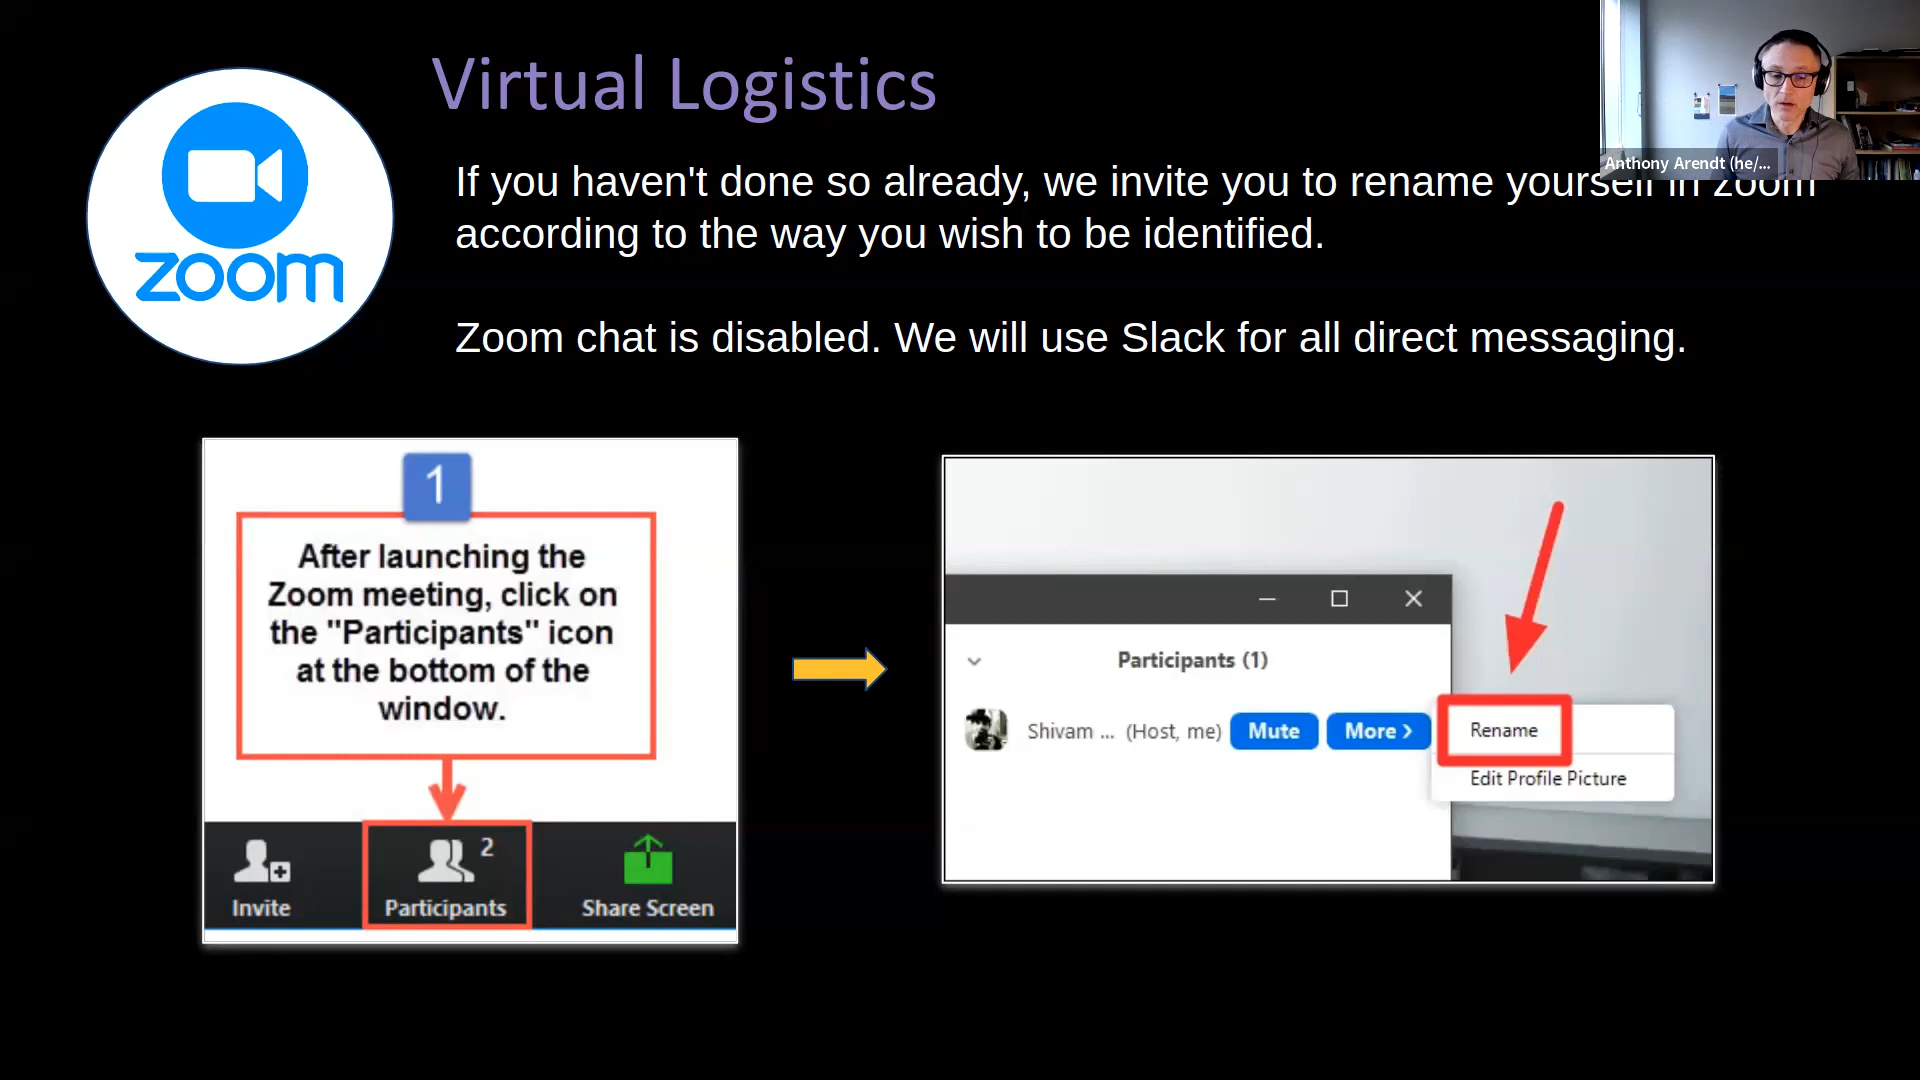 Virtual Logistics
Anthony Arendt (he/...
If you haven't done so already, we invite you to rename yourself in zoom
according to the way you wish to be identified.
Zoom chat is disabled. We will use Slack for all direct messaging.
zoom
1
After launching the
Zoom meeting, click on
the "Participants" icon
at the bottom of the
window.
2
Invite
Participants
Share Screen
Participants (1)
Shivam ... (Host, me)
Mute
More >
Rename
Edit Profile Picture